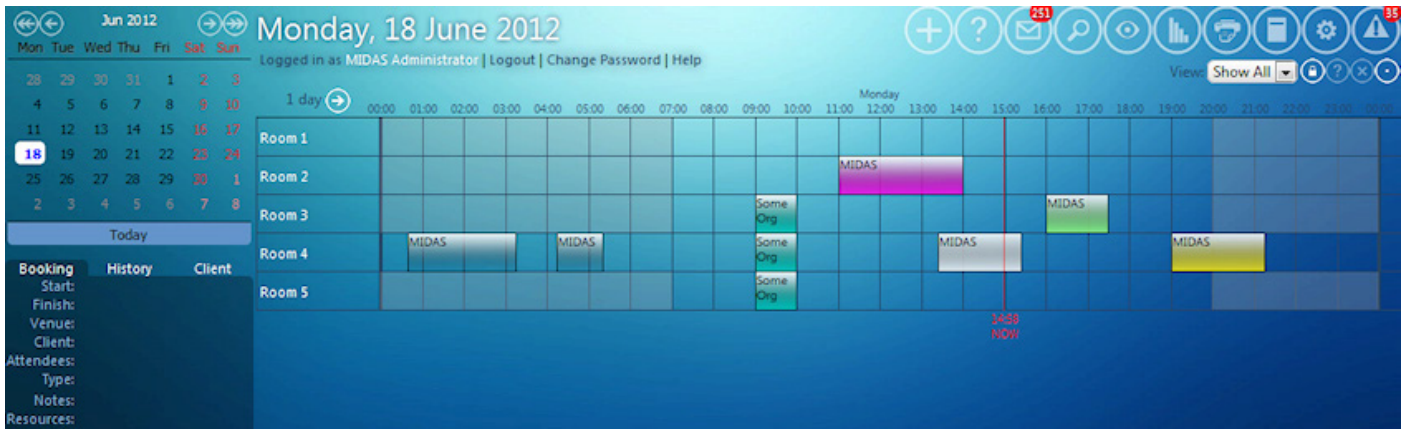 Jun 2012
Mon Tue Wed Thu Fri Sat Sun
28 29 30 31 1 2 3
4 5 6 7 8 9 10
11 12 13 14 15 16 17
18 19 20 21 22 23 24
25 26 27 28 29 30 1
2 3 4 5 6 7 8
Today
Booking History Client
Start:
Finish:
Venue:
Client:
Attendees:
Type:
Notes:
Resources:
Monday, 18 June 2012
251
35
Logged in as MIDAS Administrator | Logout | Change Password | Help
View: Show All
1 day
Monday
00:00 01:00 02:00 03:00 04:00 05:00 06:00 07:00 08:00 09:00 10:00 11:00 12:00 13:00 14:00 15:00 16:00 17:00 18:00 19:00 20:00 21:00 22:00 23:00 00:00
Room 1
Room 2 MIDAS
Room 3 Some Org MIDAS
Room 4 MIDAS MIDAS Some Org MIDAS MIDAS
Room 5 Some Org
14:58
NOW